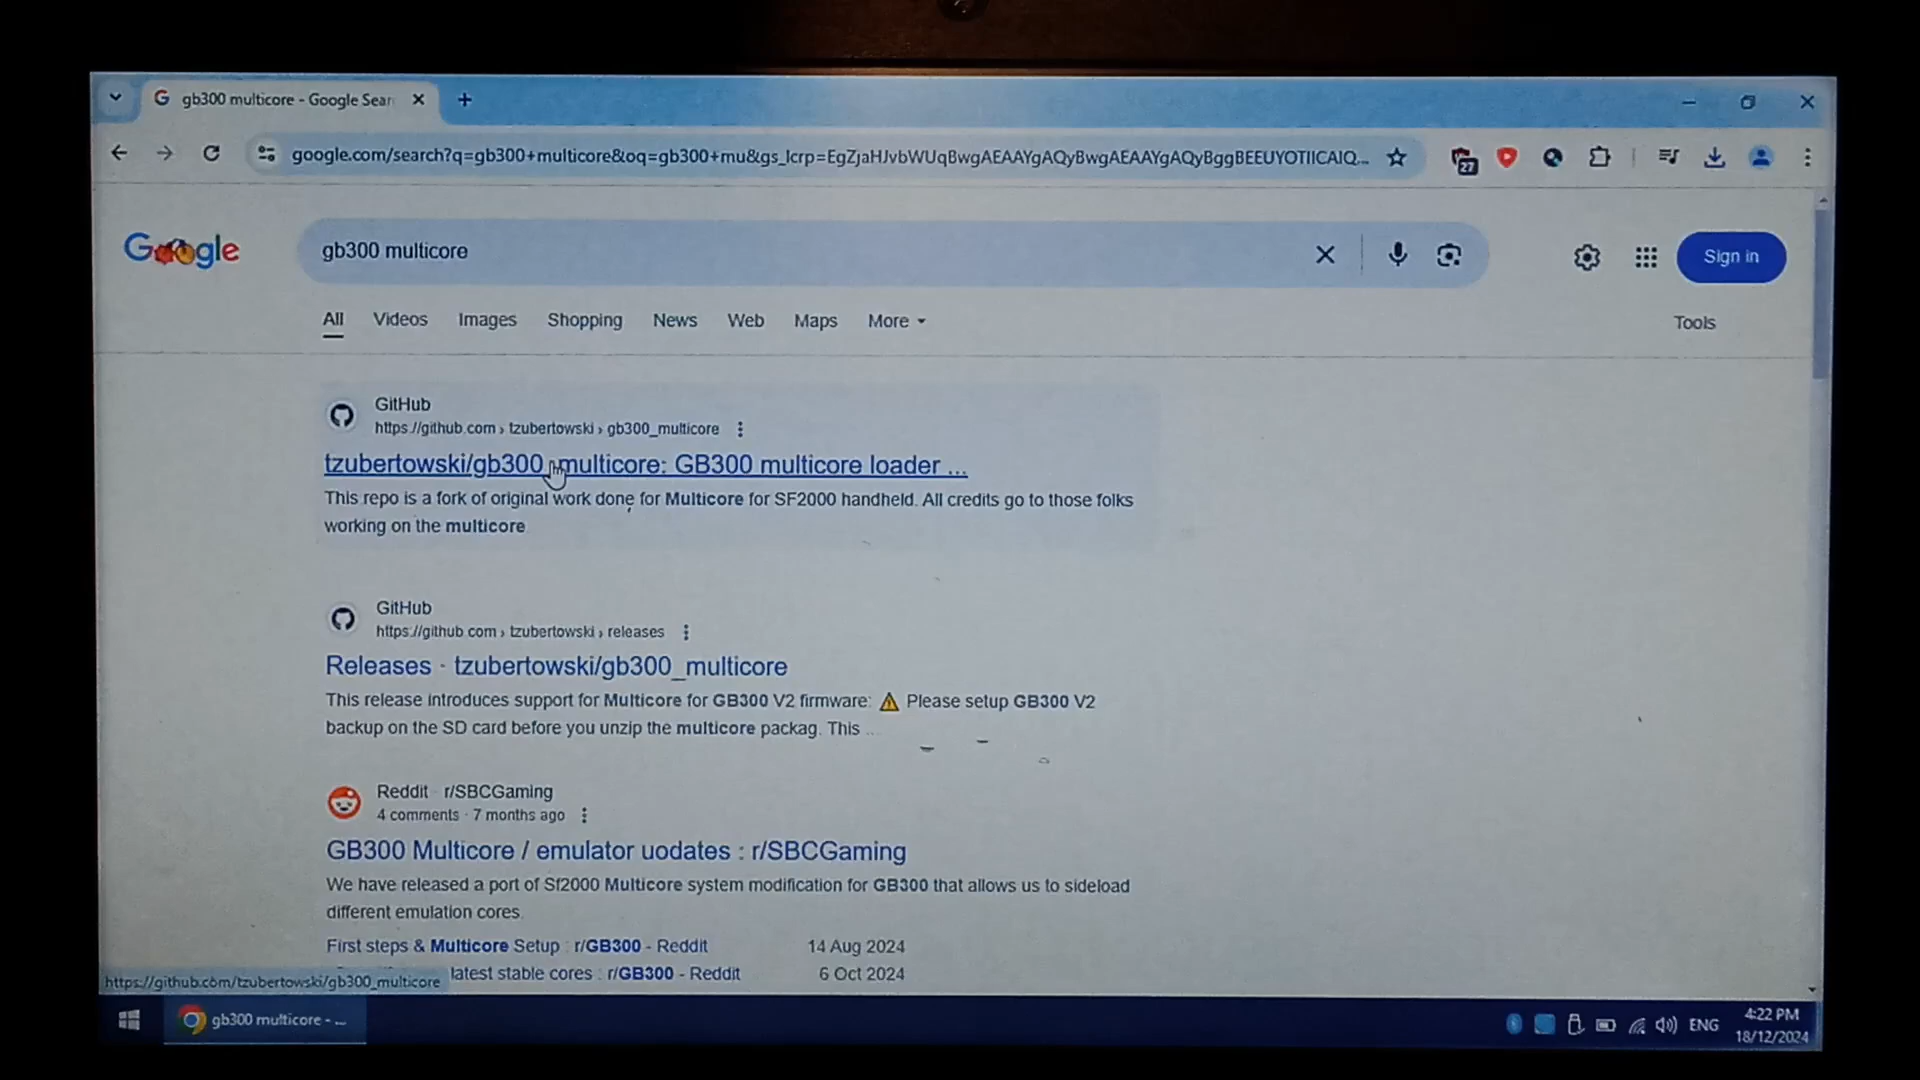 gb300 multicore - Google Sear
google.com/search?q=gb300+multicore&oq=gb300+mu&gs_lcrp=EgZjaHJvbWUqBwgAEAAYgAQyBwgAEAAYgAQyBggBEEUYOTIICAIQ...
27
Google
gb300 multicore
Sign in
All Videos Images Shopping News Web Maps More
Tools
GitHub
https://github.com › tzubertowski › gb300_multicore
tzubertowski/gb300_multicore: GB300 multicore loader ...
This repo is a fork of original work done for Multicore for SF2000 handheld. All credits go to those folks
working on the multicore
GitHub
https://github.com › tzubertowski › releases
Releases · tzubertowski/gb300_multicore
This release introduces support for Multicore for GB300 V2 firmware: ⚠ Please setup GB300 V2
backup on the SD card before you unzip the multicore packag. This ...
Reddit · r/SBCGaming
4 comments · 7 months ago
GB300 Multicore / emulator uodates : r/SBCGaming
We have released a port of Sf2000 Multicore system modification for GB300 that allows us to sideload
different emulation cores.
First steps & Multicore Setup : r/GB300 - Reddit 14 Aug 2024
latest stable cores : r/GB300 - Reddit 6 Oct 2024
https://github.com/tzubertowski/gb300_multicore
gb300 multicore - ...
ENG
4:22 PM
18/12/2024